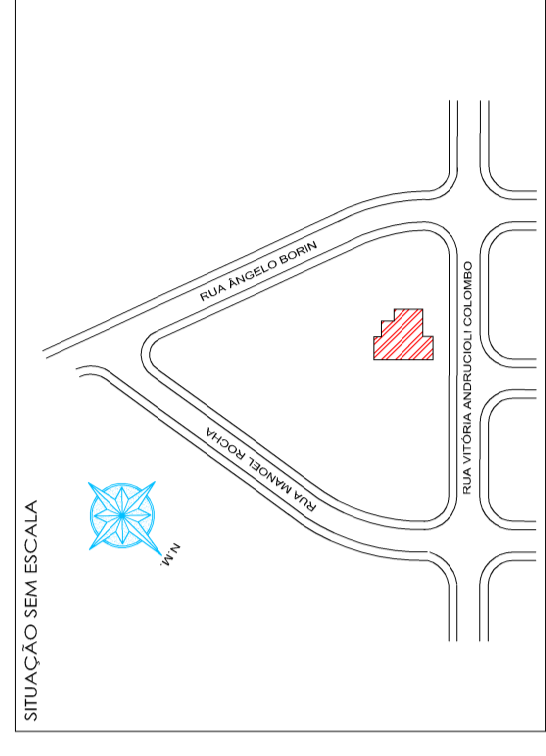 SITUAÇÃO SEM ESCALA
N.M.
RUA MANOEL ROCHA
RUA ÂNGELO BORIN
RUA VITÓRIA ANDRUCIOLI COLOMBO